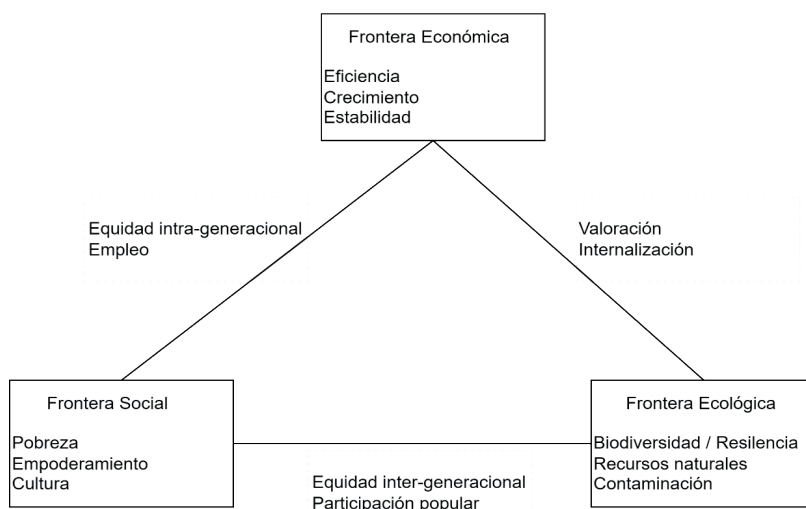 Frontera Económica
Eficiencia
Crecimiento
Estabilidad
Equidad intra-generacional
Empleo
Valoración
Internalización
Frontera Social
Pobreza
Empoderamiento
Cultura
Frontera Ecológica
Biodiversidad / Resilencia
Recursos naturales
Contaminación
Equidad inter-generacional
Participación popular